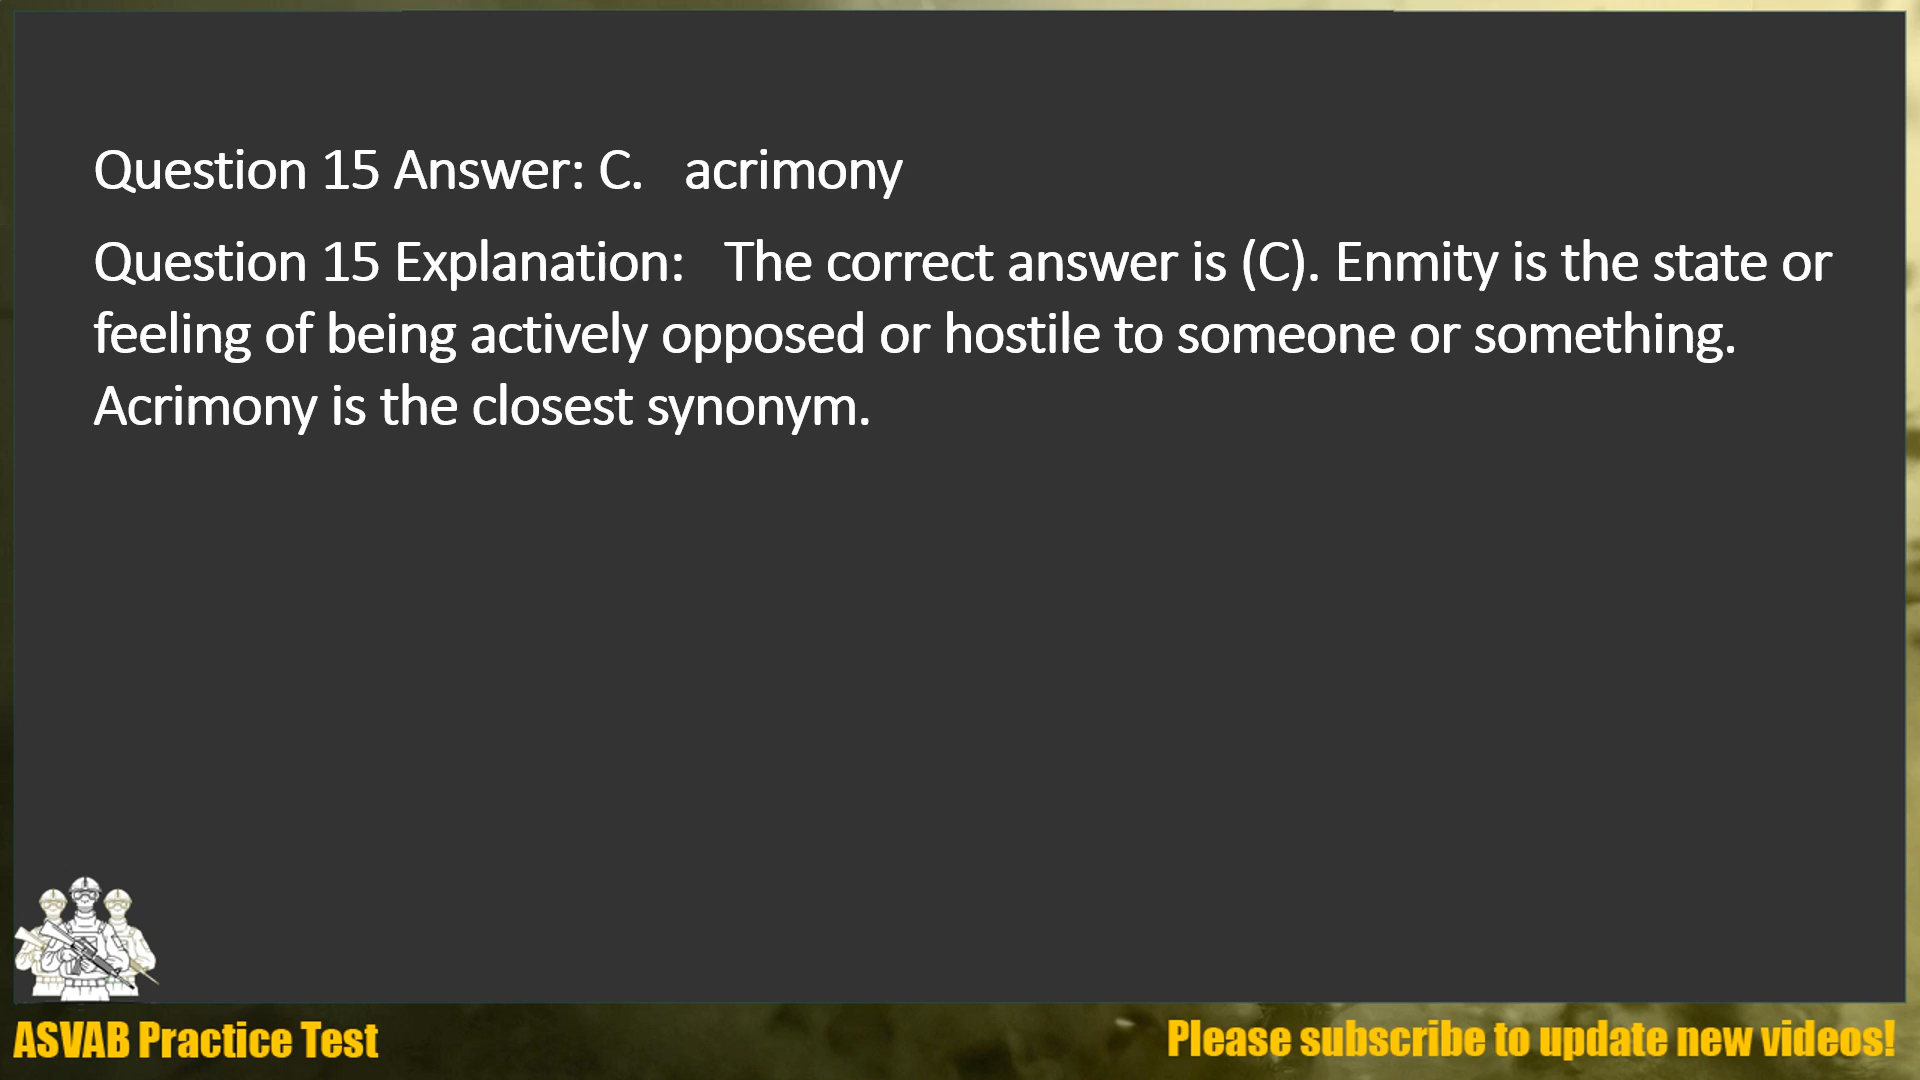 Question 15 Answer: C.   acrimony
Question 15 Explanation:   The correct answer is (C). Enmity is the state or
feeling of being actively opposed or hostile to someone or something.
Acrimony is the closest synonym.
ASVAB Practice Test
Please subscribe to update new videos!